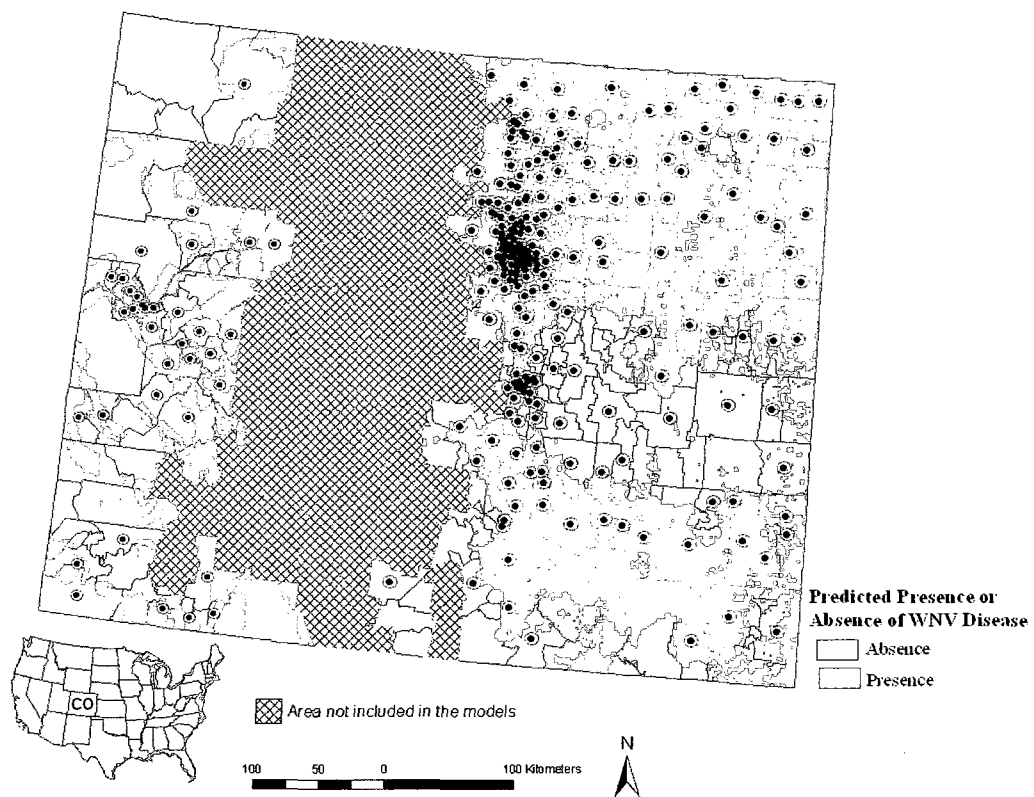 Predicted Presence or
Absence of WNV Disease
Absence
Presence
CO
Area not included in the models
N
100 50 0 100 Kilometers